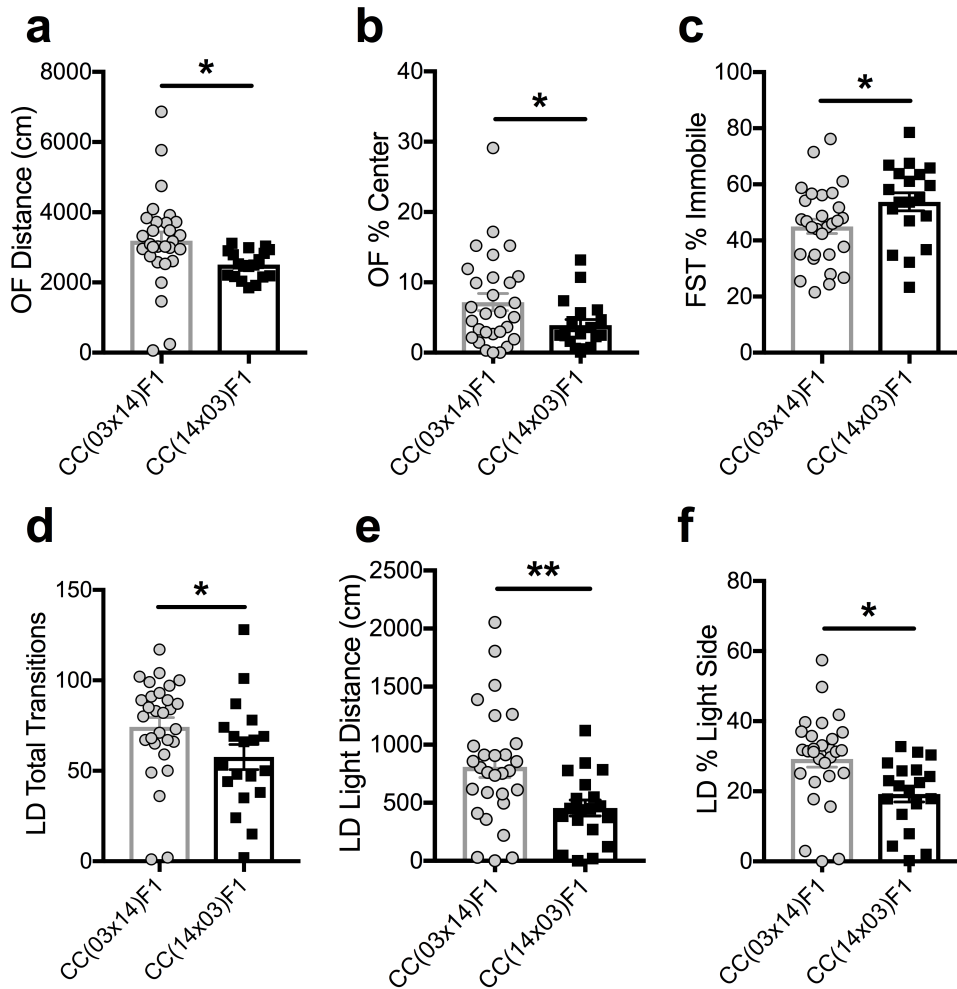 a
*
OF Distance (cm)
8000
6000
4000
2000
0
CC(03x14)F1
CC(14x03)F1
b
*
OF % Center
40
30
20
10
0
CC(03x14)F1
CC(14x03)F1
c
*
FST % Immobile
100
80
60
40
20
0
CC(03x14)F1
CC(14x03)F1
d
*
LD Total Transitions
150
100
50
0
CC(03x14)F1
CC(14x03)F1
e
**
LD Light Distance (cm)
2500
2000
1500
1000
500
0
CC(03x14)F1
CC(14x03)F1
f
*
LD % Light Side
80
60
40
20
0
CC(03x14)F1
CC(14x03)F1